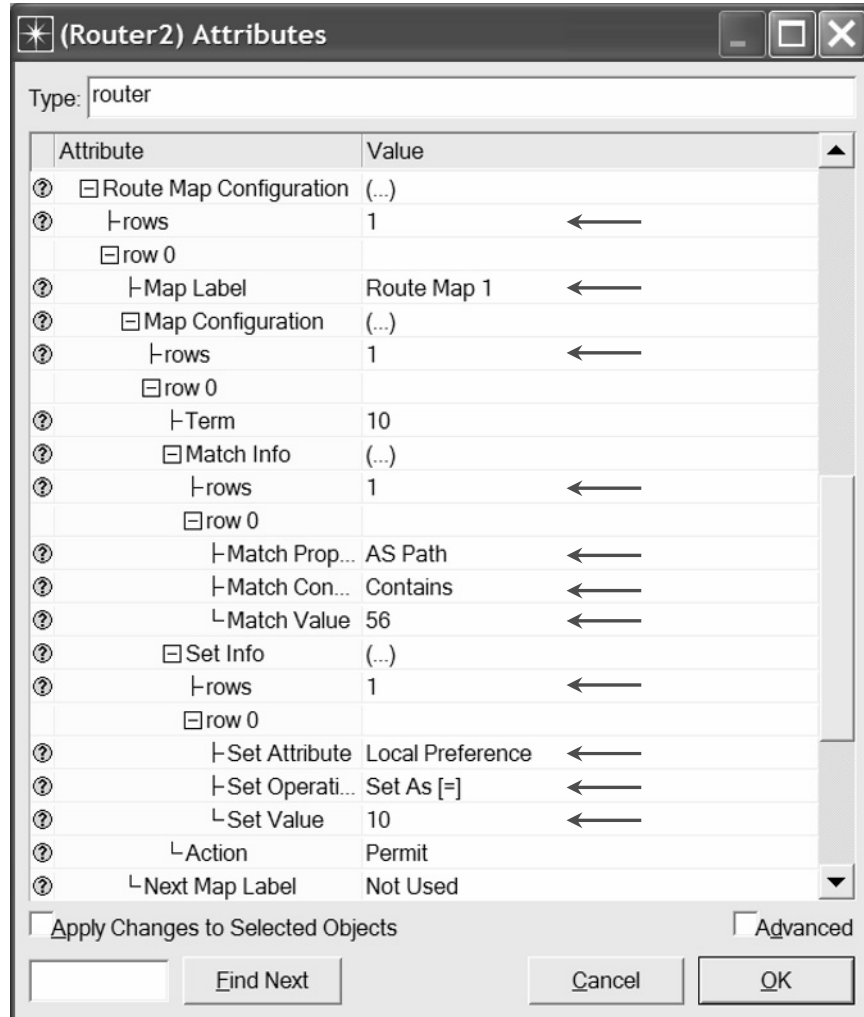 (Router2) Attributes
Type: router
Attribute Value
Route Map Configuration (...)
rows 1
row 0
Map Label Route Map 1
Map Configuration (...)
rows 1
row 0
Term 10
Match Info (...)
rows 1
row 0
Match Prop... AS Path
Match Con... Contains
Match Value 56
Set Info (...)
rows 1
row 0
Set Attribute Local Preference
Set Operati... Set As [=]
Set Value 10
Action Permit
Next Map Label Not Used
Apply Changes to Selected Objects Advanced
Find Next Cancel OK